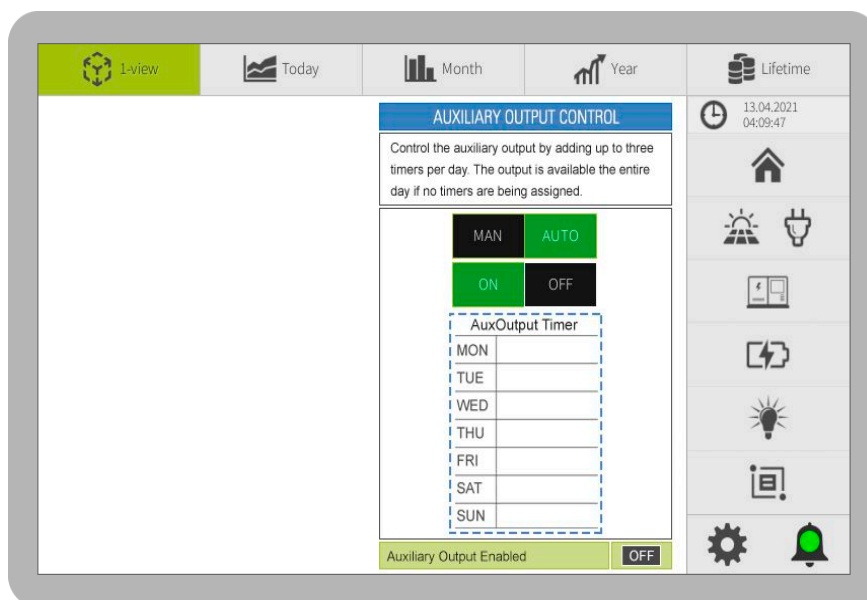 1-view
Today
Month
Year
Lifetime
13.04.2021
04:09:47
AUXILIARY OUTPUT CONTROL
Control the auxiliary output by adding up to three
timers per day. The output is available the entire
day if no timers are being assigned.
MAN AUTO
ON OFF
AuxOutput Timer
MON
TUE
WED
THU
FRI
SAT
SUN
Auxiliary Output Enabled OFF